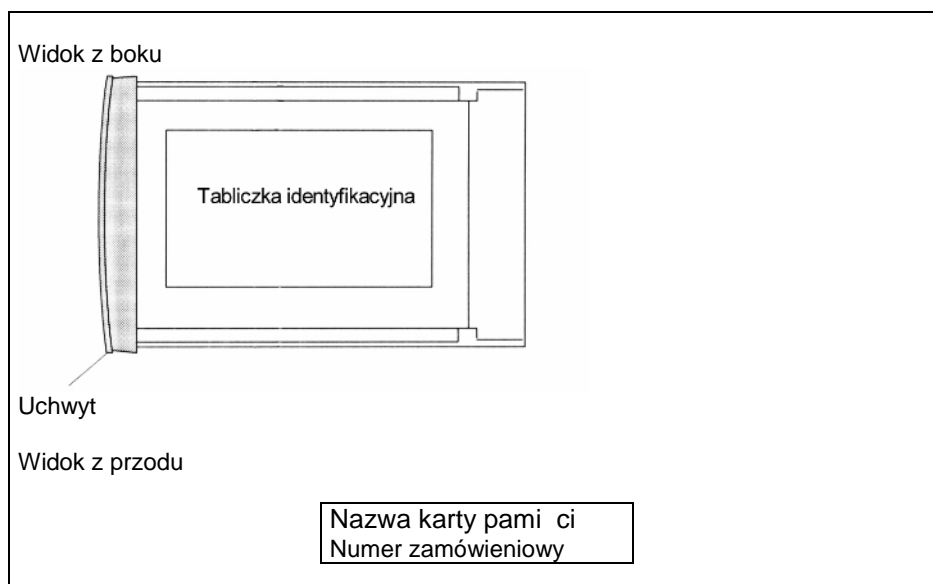 Widok z boku
Tabliczka identyfikacyjna
Uchwyt
Widok z przodu
Nazwa karty pami ci
Numer zamówieniowy